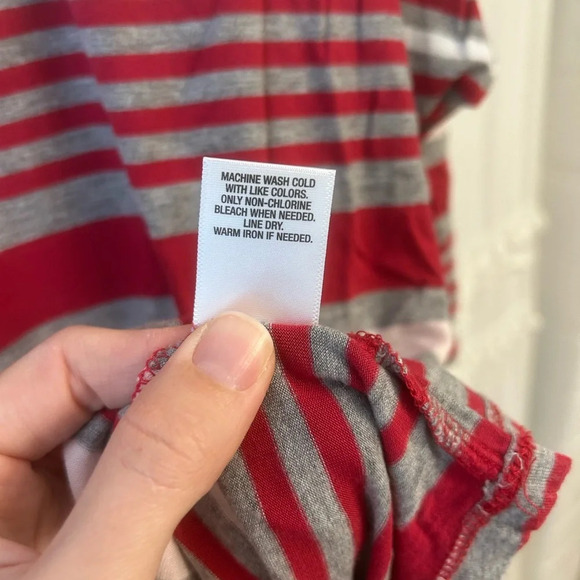 MACHINE WASH COLD
WITH LIKE COLORS.
ONLY NON-CHLORINE
BLEACH WHEN NEEDED.
LINE DRY.
WARM IRON IF NEEDED.